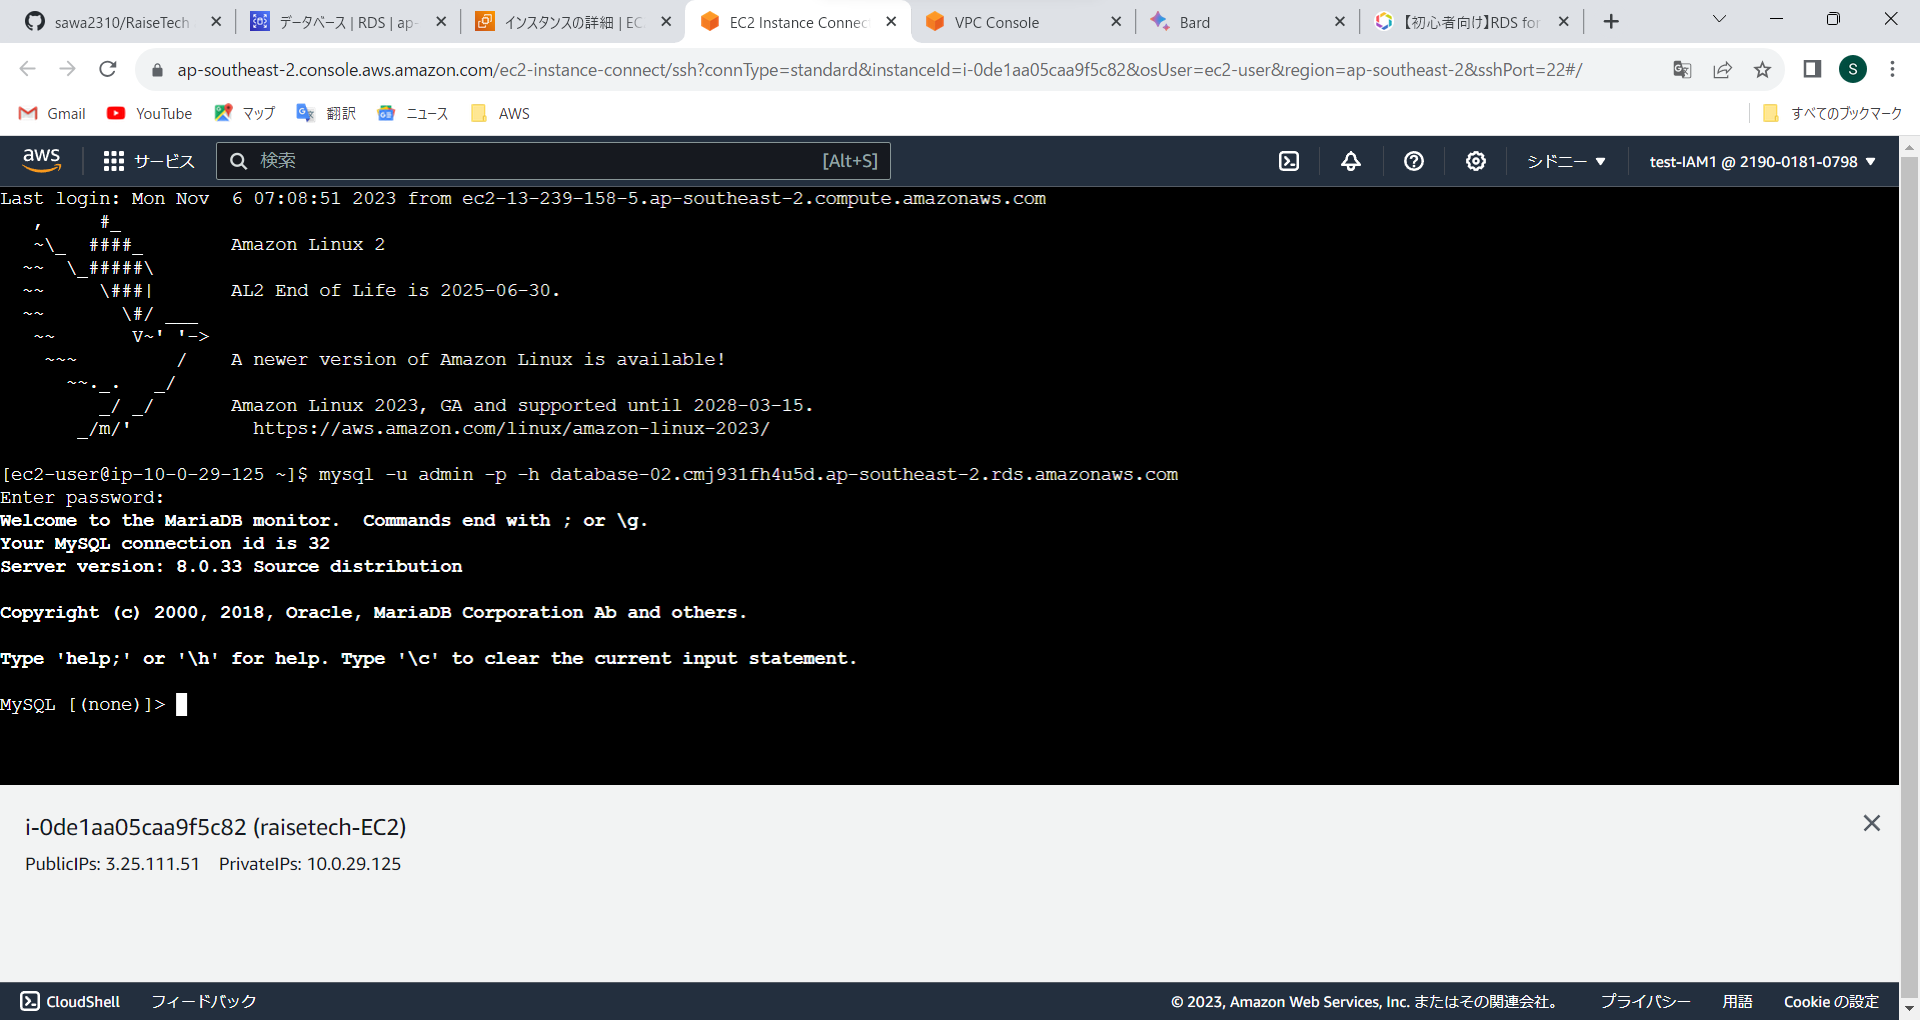 sawa2310/RaiseTech
データベース | RDS | ap-
インスタンスの詳細 | EC
EC2 Instance Connec
VPC Console
Bard
【初心者向け】RDS for
ap-southeast-2.console.aws.amazon.com/ec2-instance-connect/ssh?connType=standard&instanceId=i-0de1aa05caa9f5c82&osUser=ec2-user&region=ap-southeast-2&sshPort=22#/
S
Gmail
YouTube
マップ
翻訳
ニュース
AWS
すべてのブックマーク
aws
サービス
検索
[Alt+S]
シドニー
test-IAM1 @ 2190-0181-0798
Last login: Mon Nov  6 07:08:51 2023 from ec2-13-239-158-5.ap-southeast-2.compute.amazonaws.com
   ,     #_
   ~\_  ####_        Amazon Linux 2
  ~~  \_#####\
  ~~     \###|       AL2 End of Life is 2025-06-30.
  ~~       \#/ ___
   ~~       V~' '->
    ~~~         /    A newer version of Amazon Linux is available!
      ~~._.   _/
         _/ _/       Amazon Linux 2023, GA and supported until 2028-03-15.
       _/m/'           https://aws.amazon.com/linux/amazon-linux-2023/
[ec2-user@ip-10-0-29-125 ~]$ mysql -u admin -p -h database-02.cmj931fh4u5d.ap-southeast-2.rds.amazonaws.com
Enter password:
Welcome to the MariaDB monitor.  Commands end with ; or \g.
Your MySQL connection id is 32
Server version: 8.0.33 Source distribution
Copyright (c) 2000, 2018, Oracle, MariaDB Corporation Ab and others.
Type 'help;' or '\h' for help. Type '\c' to clear the current input statement.
MySQL [(none)]>
i-0de1aa05caa9f5c82 (raisetech-EC2)
PublicIPs: 3.25.111.51    PrivateIPs: 10.0.29.125
CloudShell
フィードバック
© 2023, Amazon Web Services, Inc. またはその関連会社。
プライバシー
用語
Cookie の設定